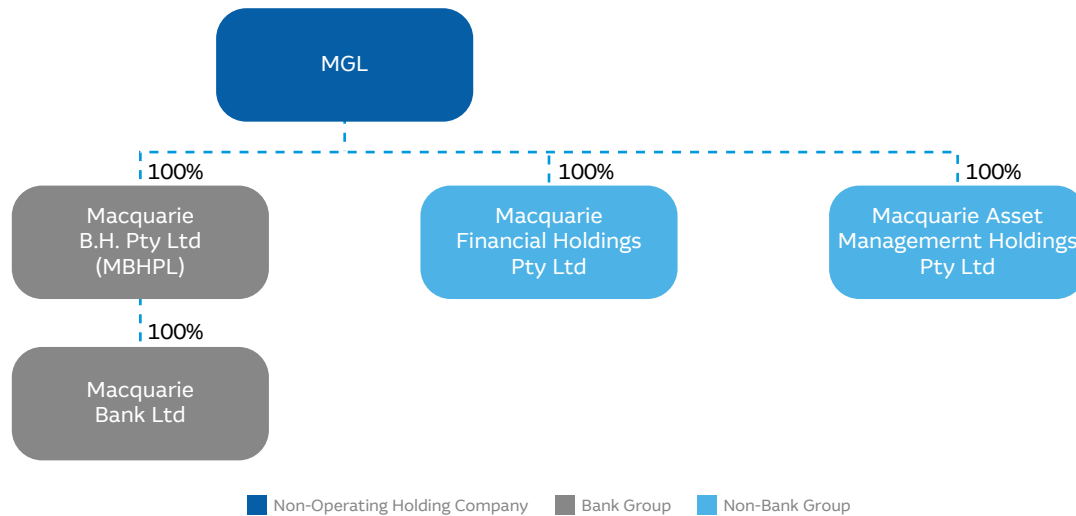 MGL
100%
100%
100%
Macquarie
B.H. Pty Ltd
(MBHPL)
Macquarie
Financial Holdings
Pty Ltd
Macquarie Asset
Managemernt Holdings
Pty Ltd
100%
Macquarie
Bank Ltd
Non-Operating Holding Company
Bank Group
Non-Bank Group